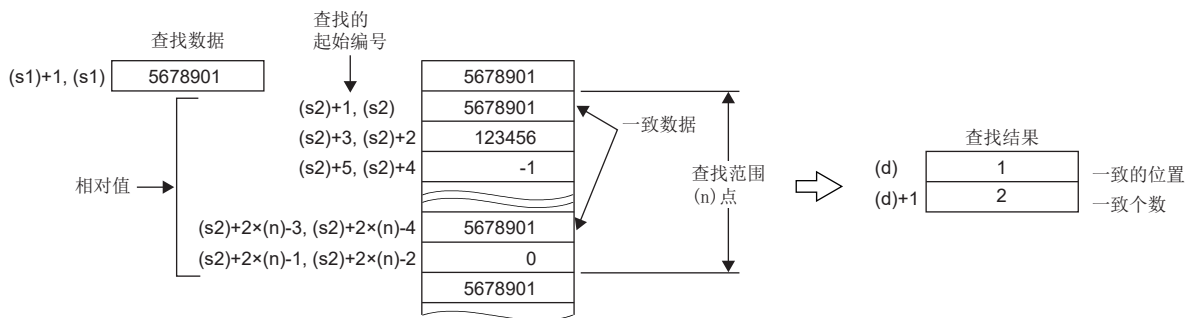 查找数据
(s1)+1, (s1)
5678901
相对值
查找的
起始编号
5678901
(s2)+1, (s2)
5678901
(s2)+3, (s2)+2
123456
(s2)+5, (s2)+4
-1
(s2)+2×(n)-3, (s2)+2×(n)-4
5678901
(s2)+2×(n)-1, (s2)+2×(n)-2
0
5678901
一致数据
查找范围
(n)点
查找结果
(d)
1
一致的位置
(d)+1
2
一致个数